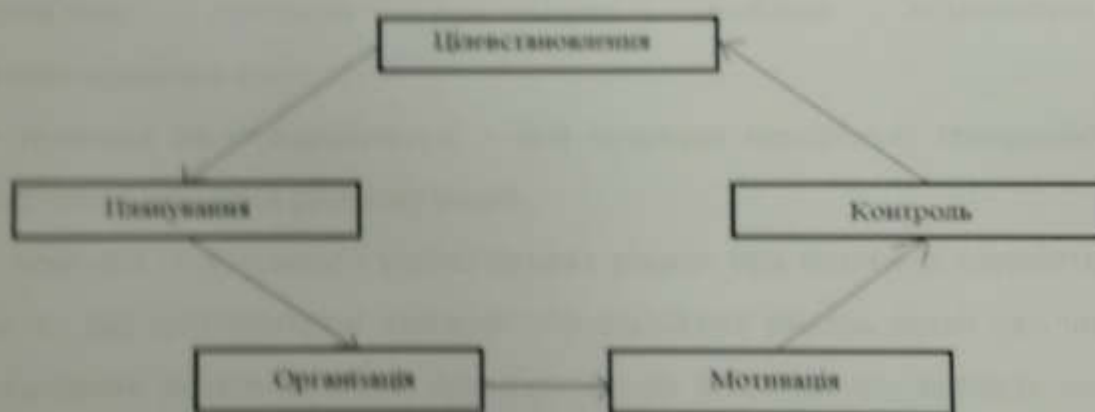 Цілевстановлення
Планування
Контроль
Організація
Мотивація